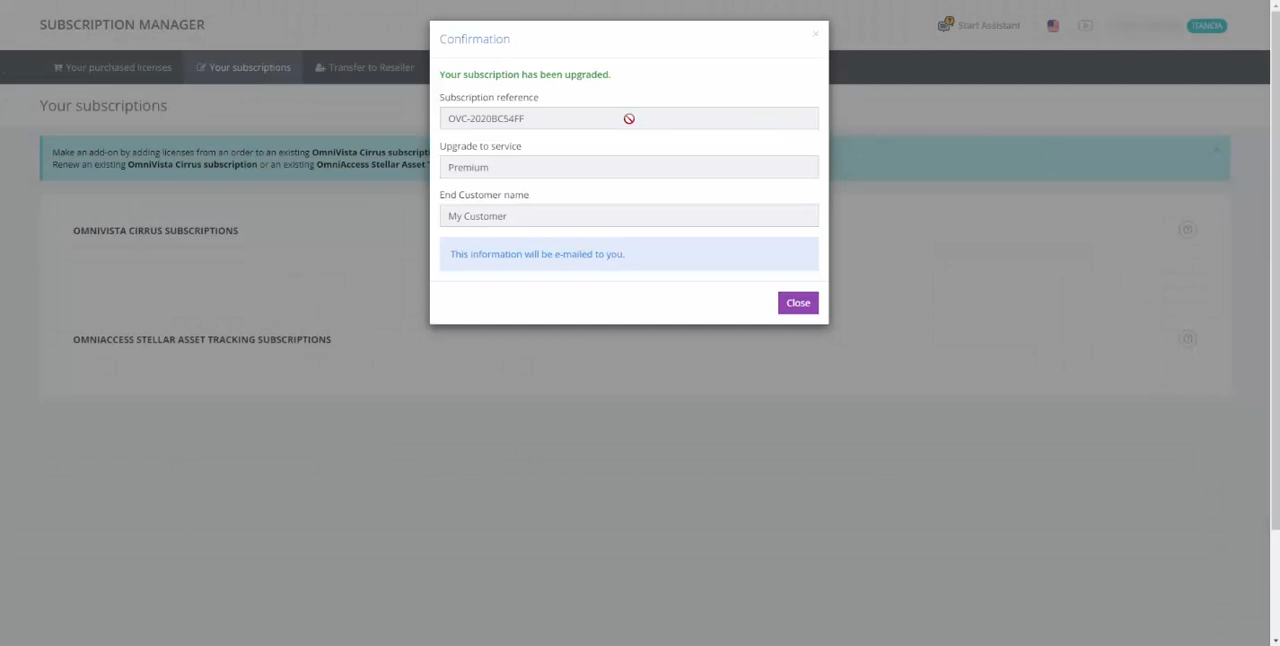 SUBSCRIPTION MANAGER
Start Assistant
Your purchased licenses
Your subscriptions
Transfer to Reseller
Your subscriptions
Make an add-on by adding licenses from an order to an existing OmniVista Cirrus
Renew an existing OmniVista Cirrus subscription or an existing OmniAccess Stellar Asset
OMNIVISTA CIRRUS SUBSCRIPTIONS
OMNIACCESS STELLAR ASSET TRACKING SUBSCRIPTIONS
Confirmation
×
Your subscription has been upgraded.
Subscription reference
OVC-2020BC54FF
Upgrade to service
Premium
End Customer name
My Customer
This information will be e-mailed to you.
Close